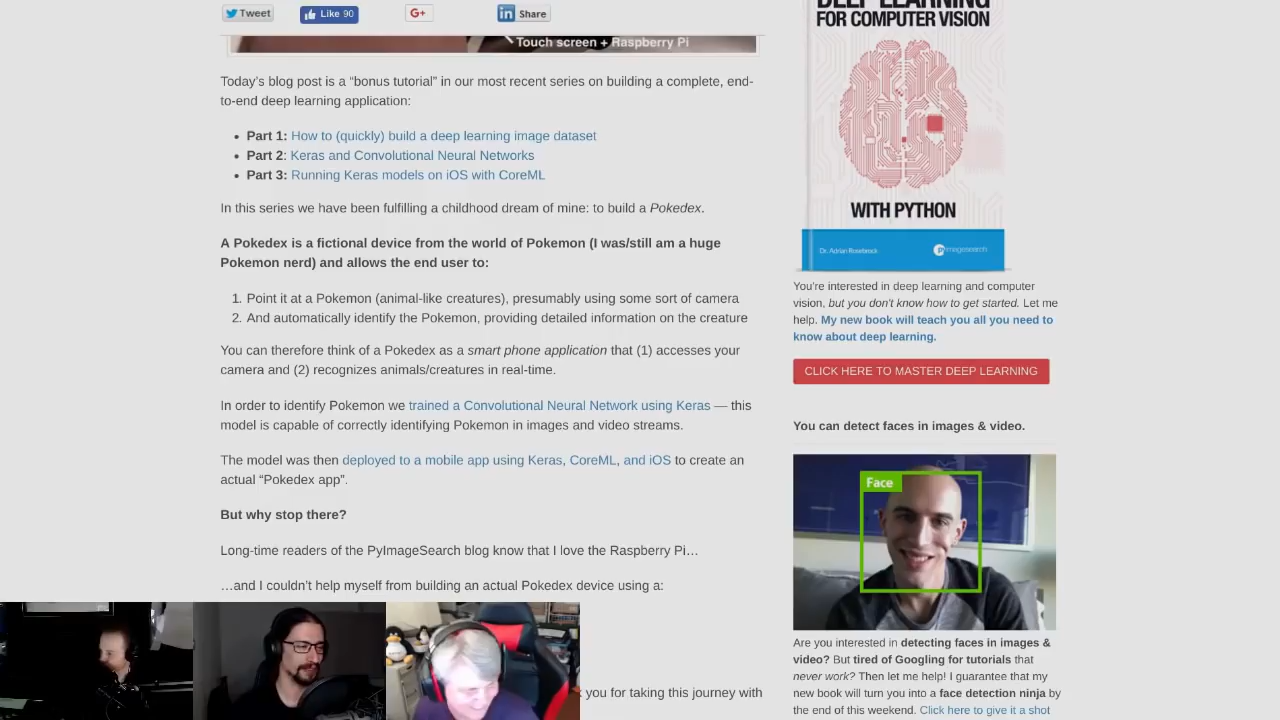 Tweet
Like 90
G+
in Share
Touch screen + Raspberry Pi
Today's blog post is a “bonus tutorial” in our most recent series on building a complete, end-
to-end deep learning application:
• Part 1: How to (quickly) build a deep learning image dataset
• Part 2: Keras and Convolutional Neural Networks
• Part 3: Running Keras models on iOS with CoreML
In this series we have been fulfilling a childhood dream of mine: to build a Pokedex.
A Pokedex is a fictional device from the world of Pokemon (I was/still am a huge
Pokemon nerd) and allows the end user to:
1. Point it at a Pokemon (animal-like creatures), presumably using some sort of camera
2. And automatically identify the Pokemon, providing detailed information on the creature
You can therefore think of a Pokedex as a smart phone application that (1) accesses your
camera and (2) recognizes animals/creatures in real-time.
In order to identify Pokemon we trained a Convolutional Neural Network using Keras — this
model is capable of correctly identifying Pokemon in images and video streams.
The model was then deployed to a mobile app using Keras, CoreML, and iOS to create an
actual “Pokedex app”.
But why stop there?
Long-time readers of the PyImageSearch blog know that I love the Raspberry Pi…
…and I couldn't help myself from building an actual Pokedex device using a:
you for taking this journey with
DEEP LEARNING
FOR COMPUTER VISION
WITH PYTHON
Dr. Adrian Rosebrock
pyimagesearch
You're interested in deep learning and computer
vision, but you don't know how to get started. Let me
help. My new book will teach you all you need to
know about deep learning.
CLICK HERE TO MASTER DEEP LEARNING
You can detect faces in images & video.
Face
Are you interested in detecting faces in images &
video? But tired of Googling for tutorials that
never work? Then let me help! I guarantee that my
new book will turn you into a face detection ninja by
the end of this weekend. Click here to give it a shot